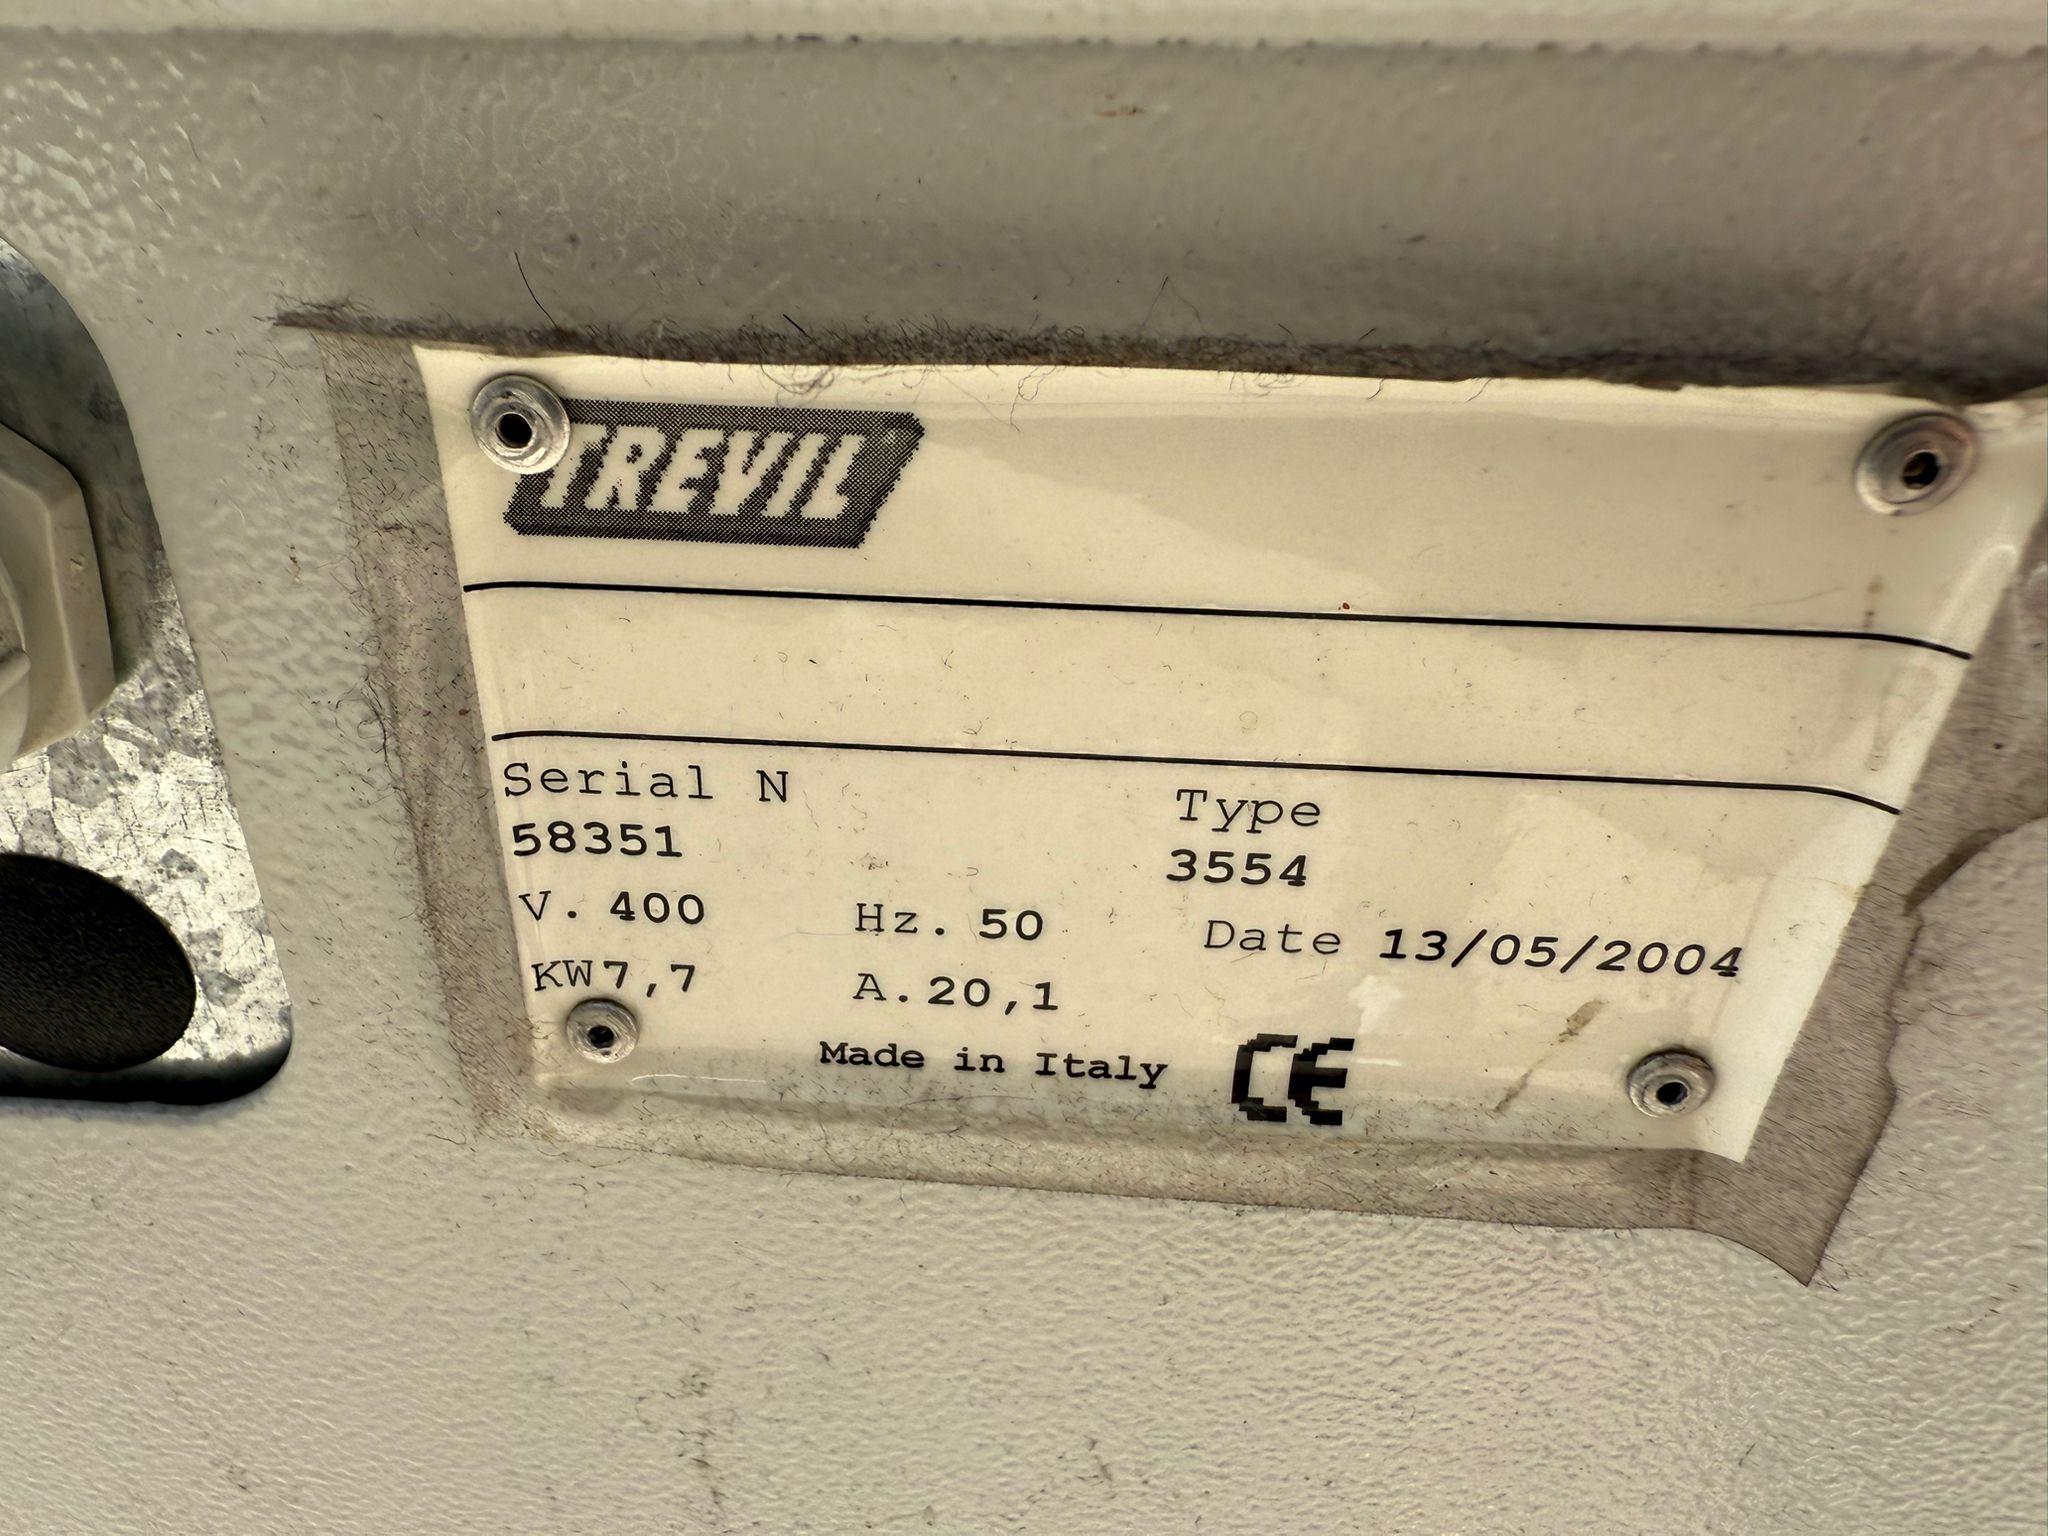 TREVIL
Serial N
58351
Type
3554
V. 400 Hz. 50 Date 13/05/2004
KW7,7 A. 20,1
Made in Italy CE